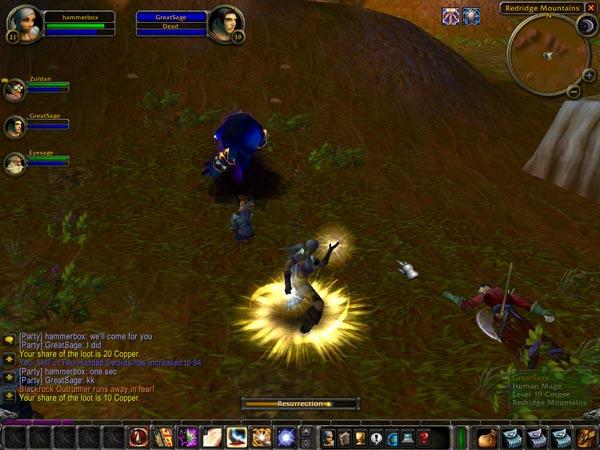 hammerbox
21
GreatSage
Dead
19
Redridge Mountains
N
Zoldan
GreatSage
Eyesage
[Party] hammerbox: we'll come for you
[Party] GreatSage: I did
Your share of the loot is 20 Copper.
Your skill in Two-Handed Swords has increased to 94
[Party] hammerbox: one sec
[Party] GreatSage: kk
Blackrock Outrunner runs away in fear!
Your share of the loot is 10 Copper.
Resurrection
GreatSage
Human Mage
Level 19 Corpse
Redridge Mountains